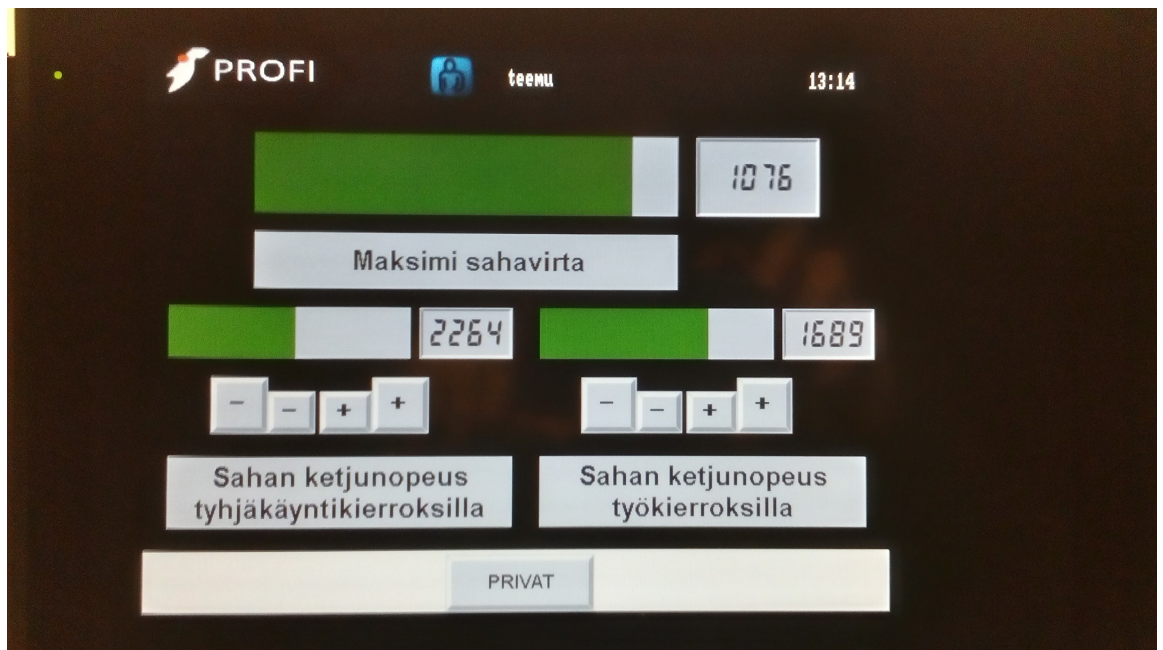 PROFI
teemu
13:14
1076
Maksimi sahavirta
2264
1689
- - + +
- - + +
Sahan ketjunopeus
tyhjäkäyntikierroksilla
Sahan ketjunopeus
työkierroksilla
PRIVAT